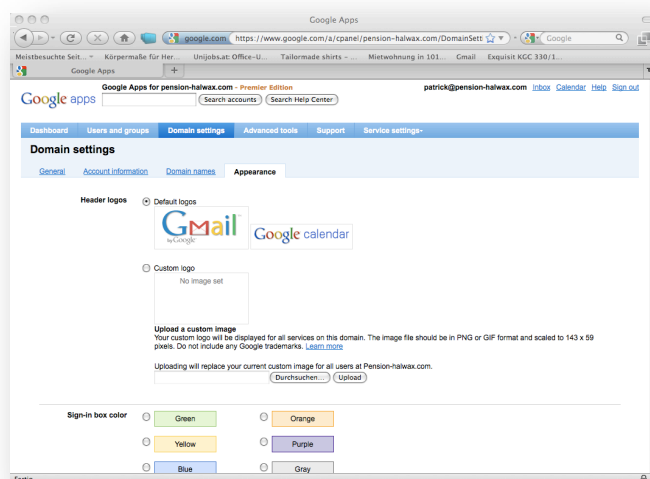 Google Apps
google.com https://www.google.com/a/cpanel/pension-halwax.com/DomainSett
Google
Meistbesuchte Seit... Körpermaße für Her... Unijobs.at: Office-U... Tailormade shirts – ... Mietwohnung in 101... Gmail Exquisit KGC 330/1...
Google Apps +
Google apps
Google Apps for pension-halwax.com - Premier Edition
patrick@pension-halwax.com Inbox Calendar Help Sign out
Search accounts Search Help Center
Dashboard Users and groups Domain settings Advanced tools Support Service settings
Domain settings
General Account information Domain names Appearance
Header logos Default logos
Gmail by Google Google calendar
Custom logo
No image set
Upload a custom image
Your custom logo will be displayed for all services on this domain. The image file should be in PNG or GIF format and scaled to 143 x 59
pixels. Do not include any Google trademarks. Learn more
Uploading will replace your current custom image for all users at Pension-halwax.com.
Durchsuchen... Upload
Sign-in box color Green Orange
Yellow Purple
Blue Gray
Fertig